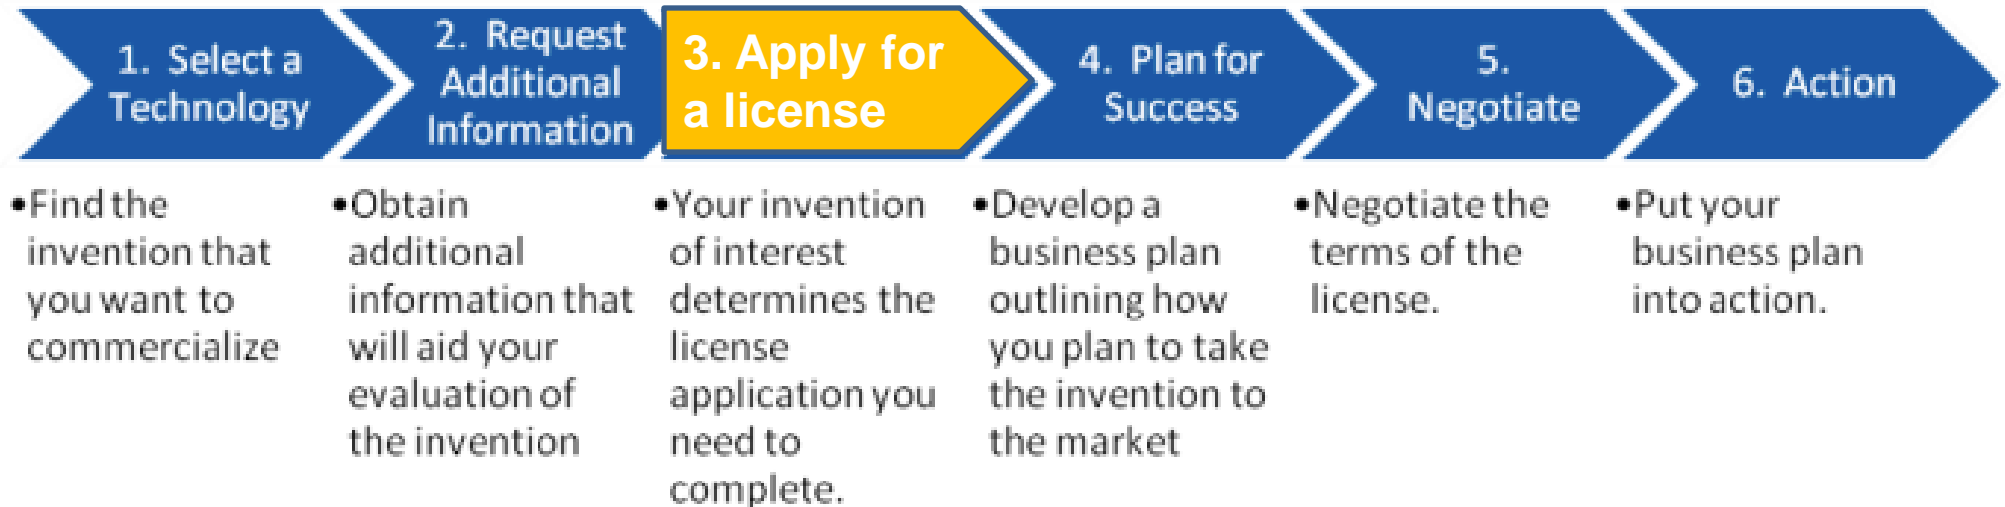 1. Select a
Technology
2. Request
Additional
Information
3. Apply for
a license
4. Plan for
Success
5.
Negotiate
6. Action
•Find the
invention that
you want to
commercialize
•Obtain
additional
information that
will aid your
evaluation of
the invention
•Your invention
of interest
determines the
license
application you
need to
complete.
•Develop a
business plan
outlining how
you plan to take
the invention to
the market
•Negotiate the
terms of the
license.
•Put your
business plan
into action.